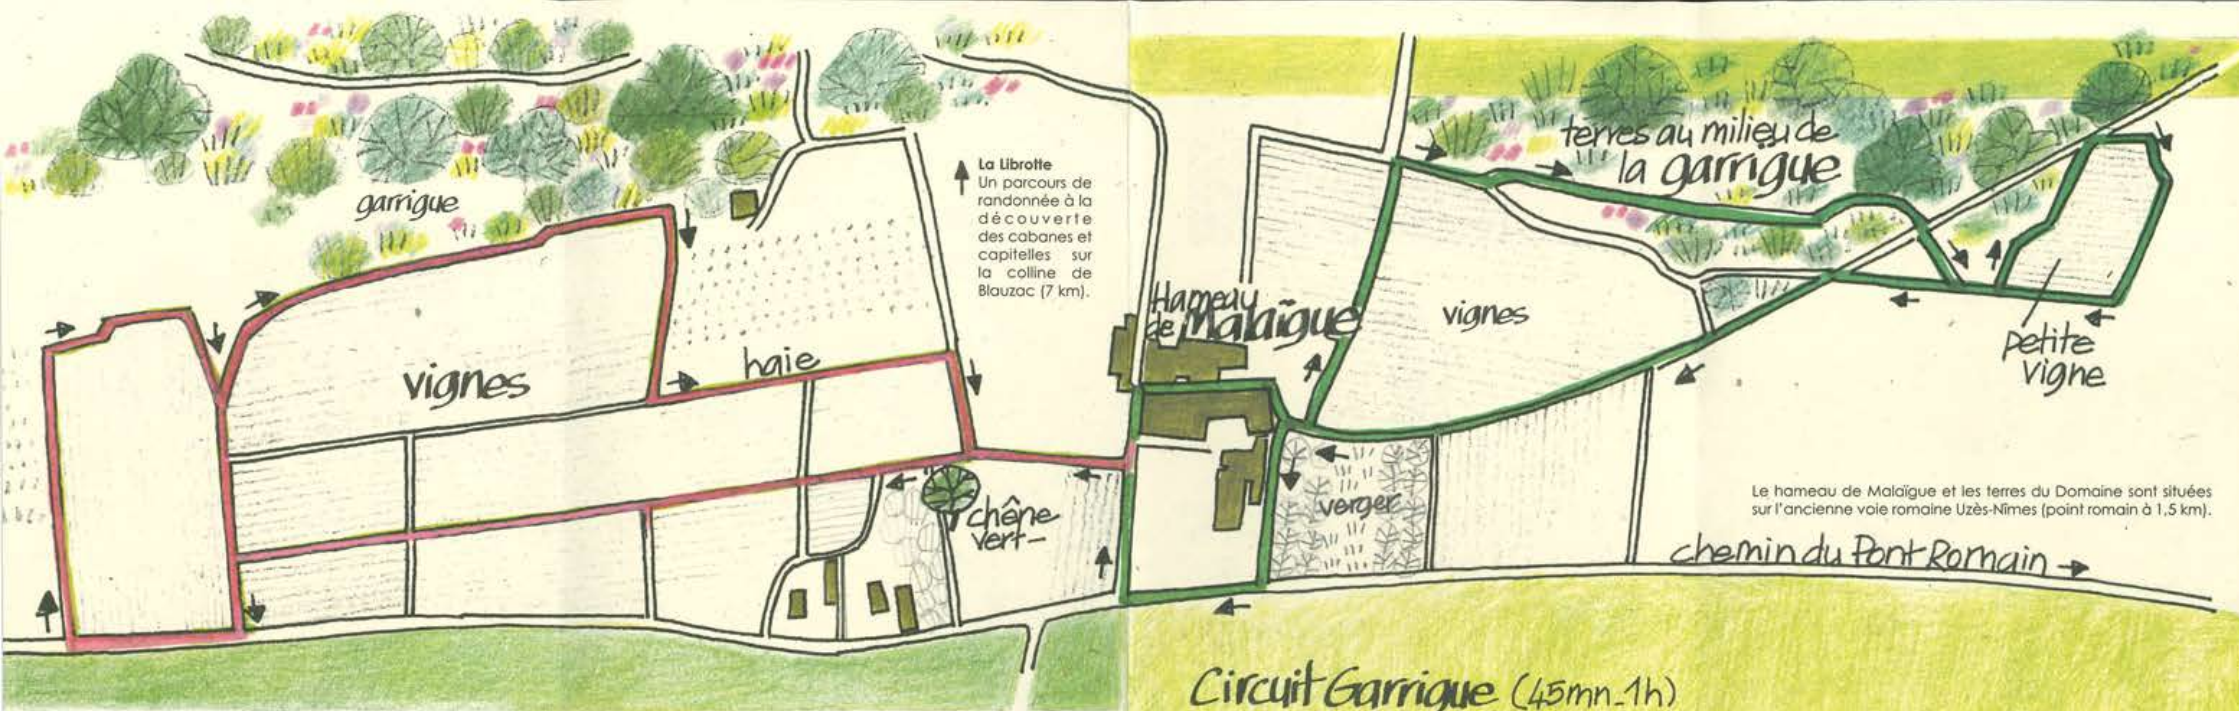 garrigue
vignes
haie
La Librotte
Un parcours de
randonnée à la
découverte
des cabanes et
capitelles sur
la colline de
Blauzac (7 km).
chêne
vert
Hameau
de Malaïgue
vignes
terres au milieu de
la garrigue
petite
vigne
verger
Le hameau de Malaïgue et les terres du Domaine sont situées
sur l'ancienne voie romaine Uzès-Nîmes (point romain à 1,5 km).
chemin du Pont Romain
Circuit Garrigue (45mn_1h)